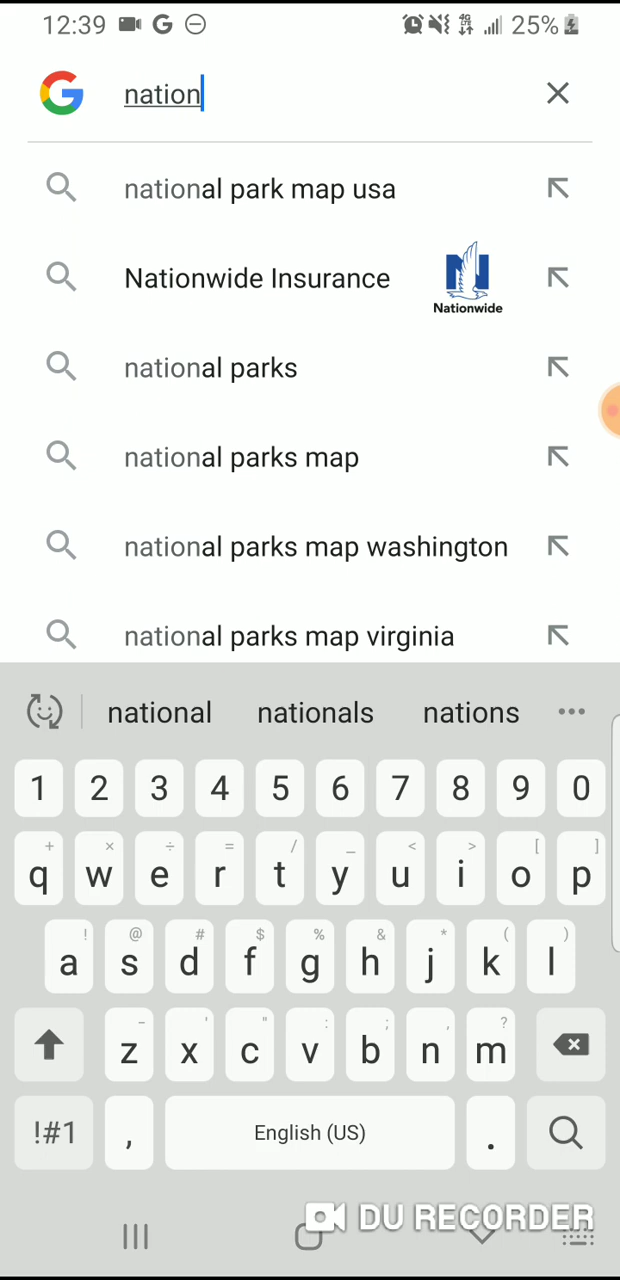 12:39 G 4G 25%
nation
national park map usa
Nationwide Insurance
Nationwide
national parks
national parks map
national parks map washington
national parks map virginia
national nationals nations •••
1 2 3 4 5 6 7 8 9 0
+ × ÷ = / _ < > [ ]
q w e r t y u i o p
! @ # $ % & * ( )
a s d f g h j k l
- ' " : ; , ?
z x c v b n m
!#1 , English (US) .
DU RECORDER